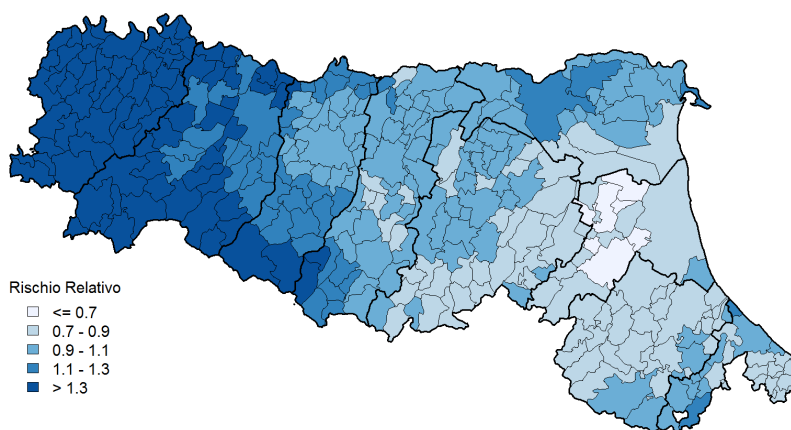 Rischio Relativo
<= 0.7
0.7 - 0.9
0.9 - 1.1
1.1 - 1.3
> 1.3